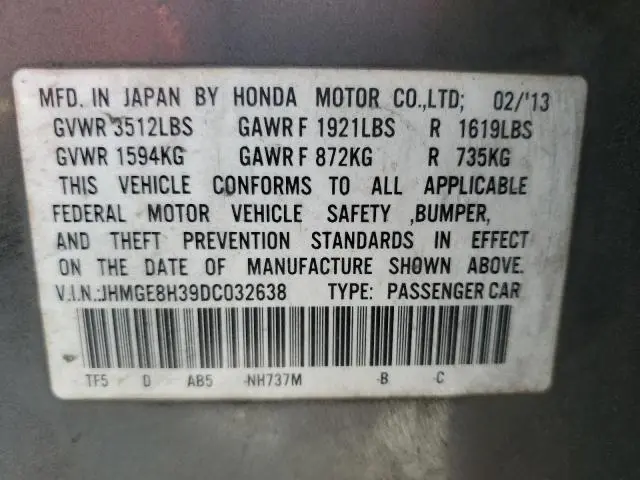 MFD. IN JAPAN BY HONDA MOTOR CO.,LTD; 02/'13
GVWR 3512LBS GAWR F 1921LBS R 1619LBS
GVWR 1594KG GAWR F 872KG R 735KG
THIS VEHICLE CONFORMS TO ALL APPLICABLE
FEDERAL MOTOR VEHICLE SAFETY ,BUMPER,
AND THEFT PREVENTION STANDARDS IN EFFECT
ON THE DATE OF MANUFACTURE SHOWN ABOVE.
V.I.N.:JHMGE8H39DC032638 TYPE: PASSENGER CAR
TF5 D AB5 -NH737M -B -C